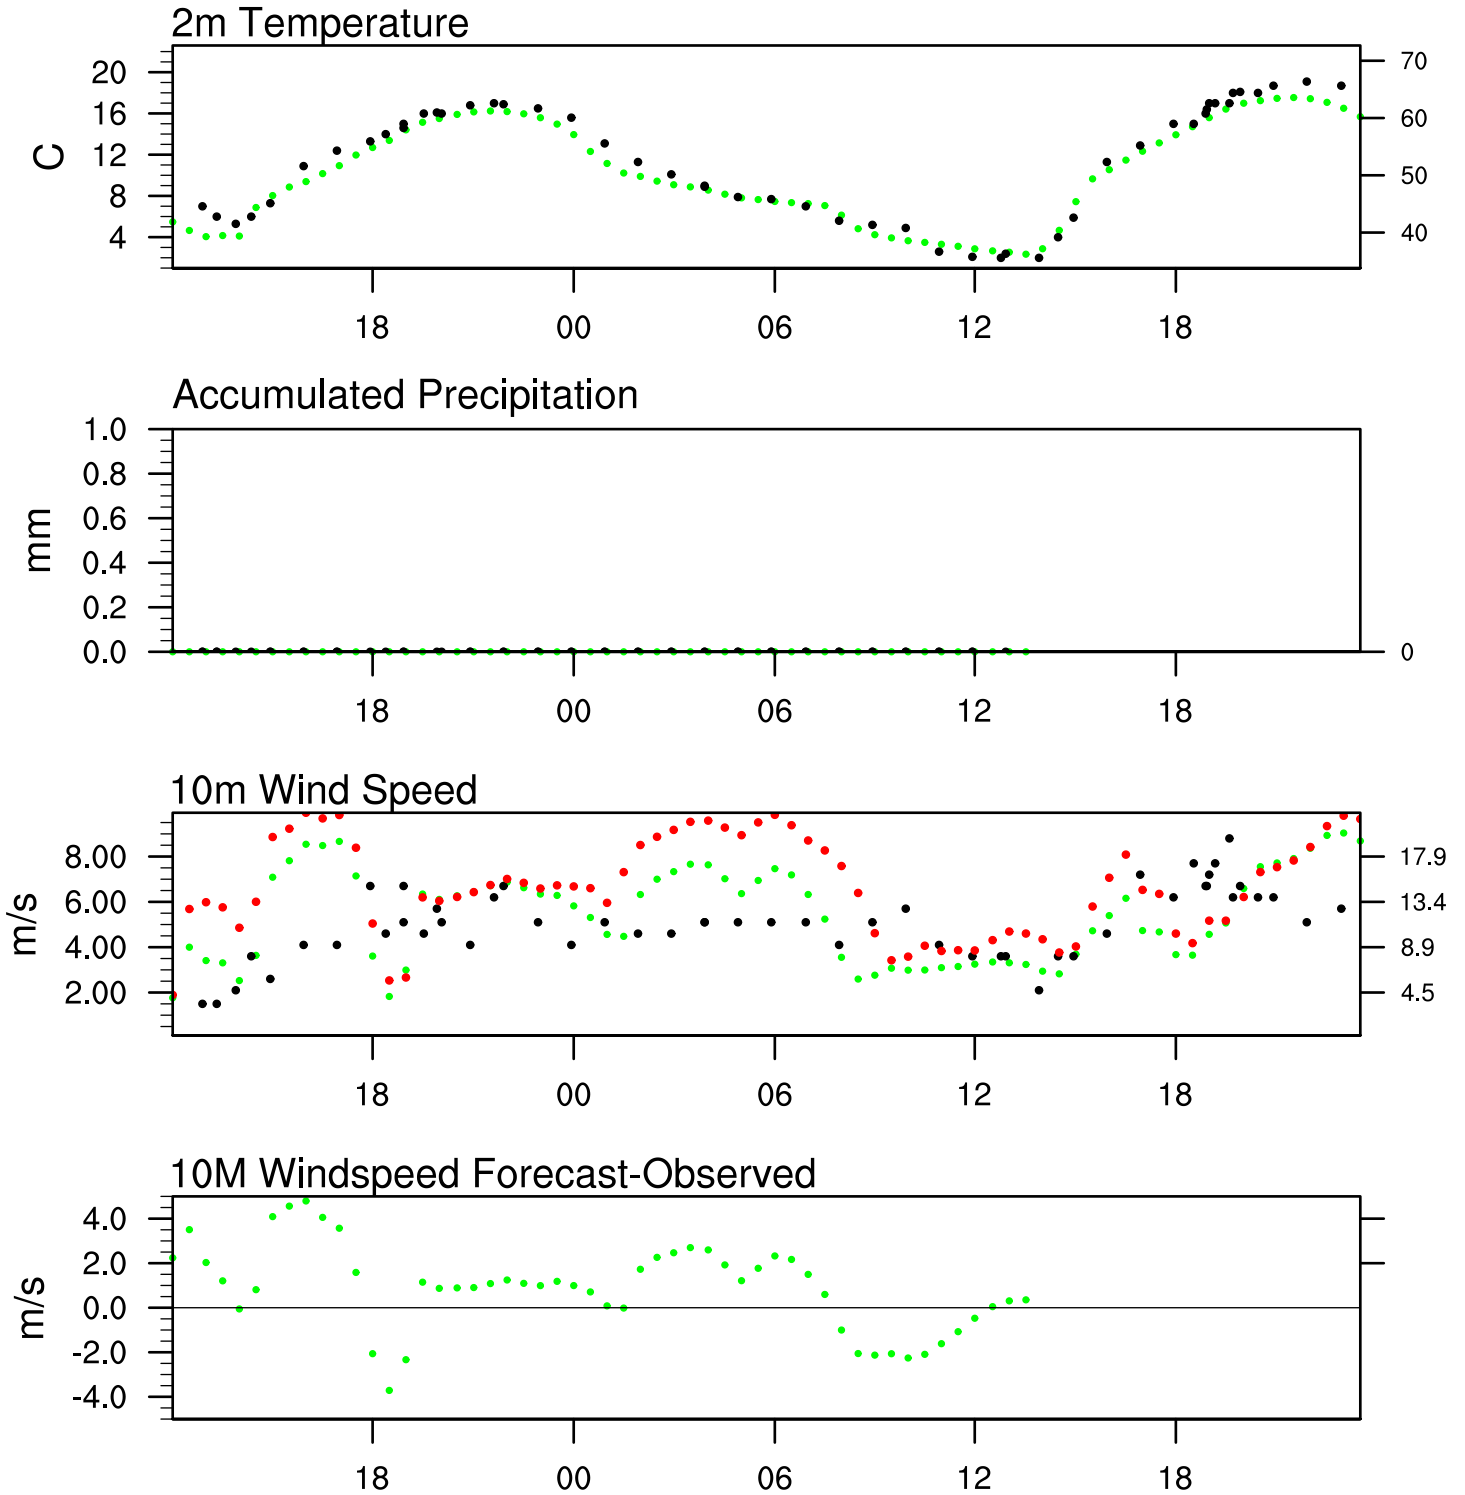 2m Temperature
20
16
12
8
4
C
70
60
50
40
18 00 06 12 18
Accumulated Precipitation
1.0
0.8
0.6
0.4
0.2
0.0
mm
0
18 00 06 12 18
10m Wind Speed
8.00
6.00
4.00
2.00
m/s
17.9
13.4
8.9
4.5
18 00 06 12 18
10M Windspeed Forecast-Observed
4.0
2.0
0.0
-2.0
-4.0
m/s
18 00 06 12 18